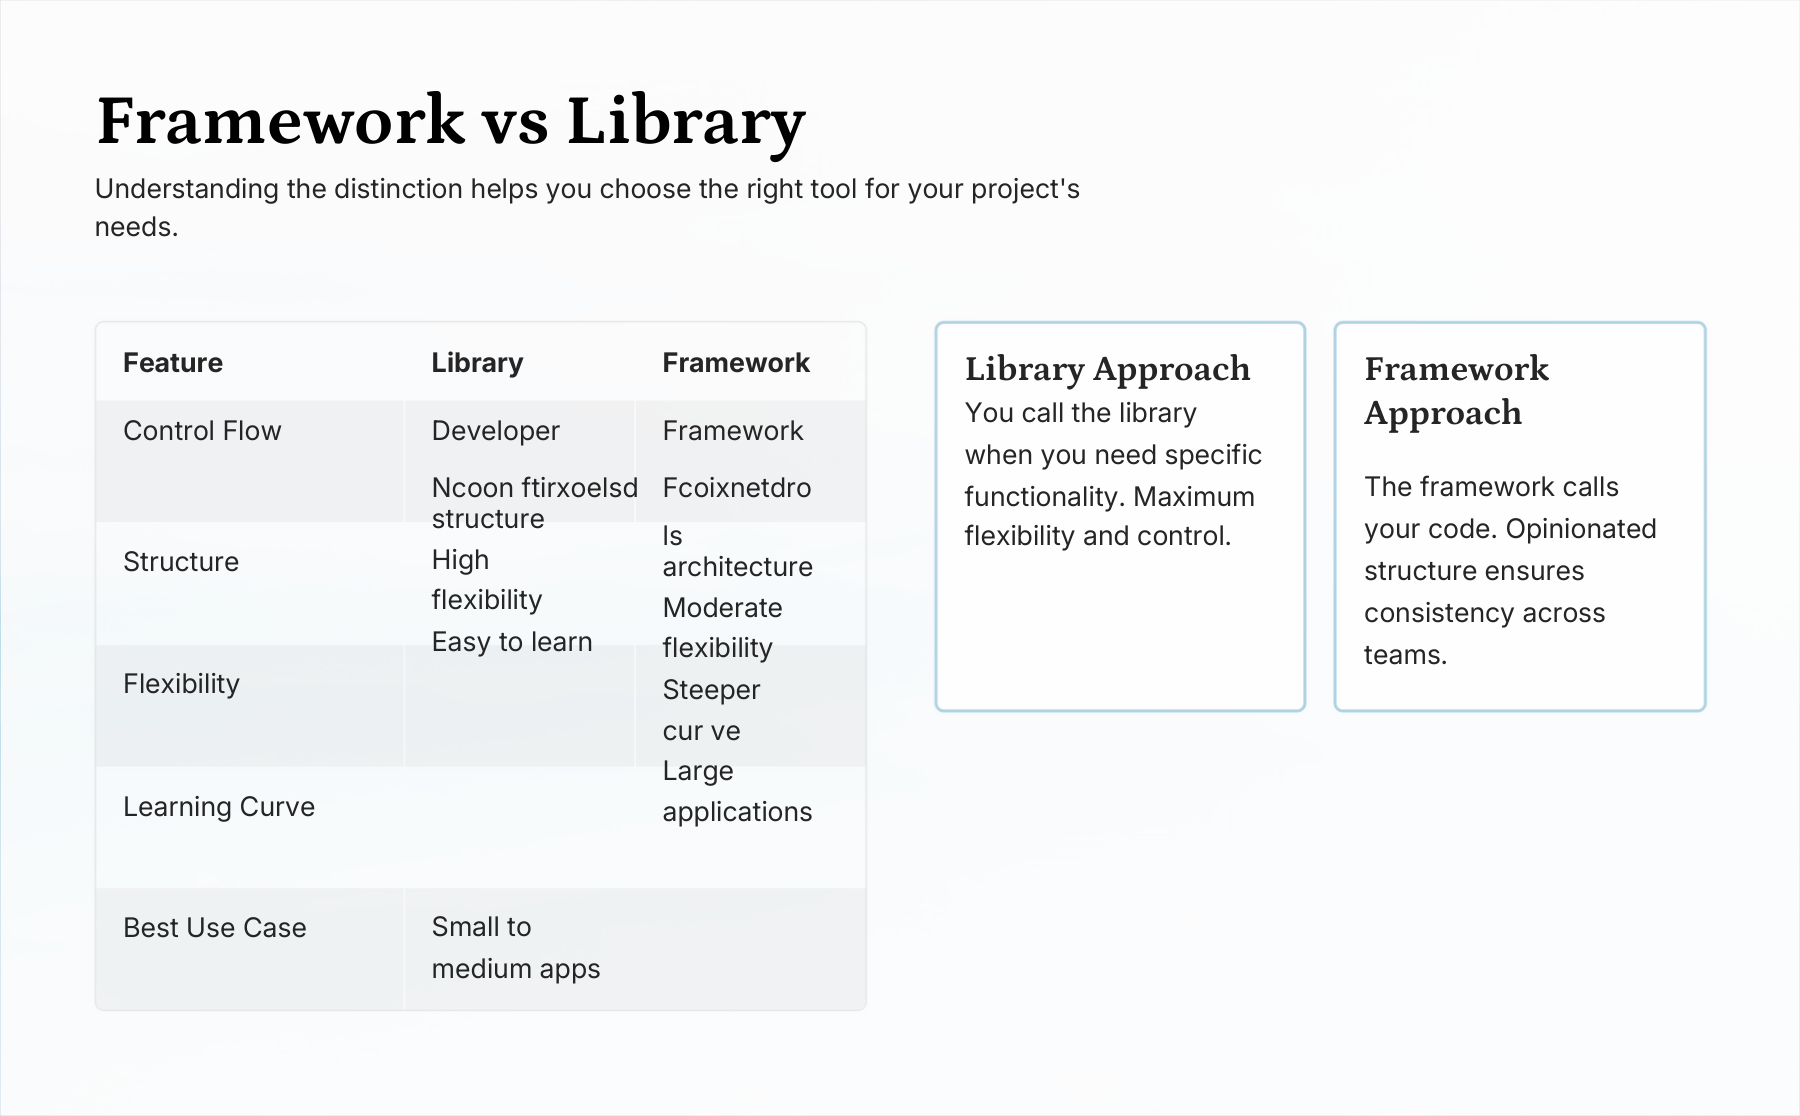 Framework vs Library
Understanding the distinction helps you choose the right tool for your project's
needs.
Feature Library Framework
Control Flow Developer Framework
Ncoon ftirxoelsd Fcoixnetdro
structure
ls
Structure High architecture
flexibility Moderate
Easy to learn flexibility
Flexibility Steeper
cur ve
Large
Learning Curve applications
Best Use Case Small to
medium apps
Library Approach
You call the library
when you need specific
functionality. Maximum
flexibility and control.
Framework
Approach
The framework calls
your code. Opinionated
structure ensures
consistency across
teams.